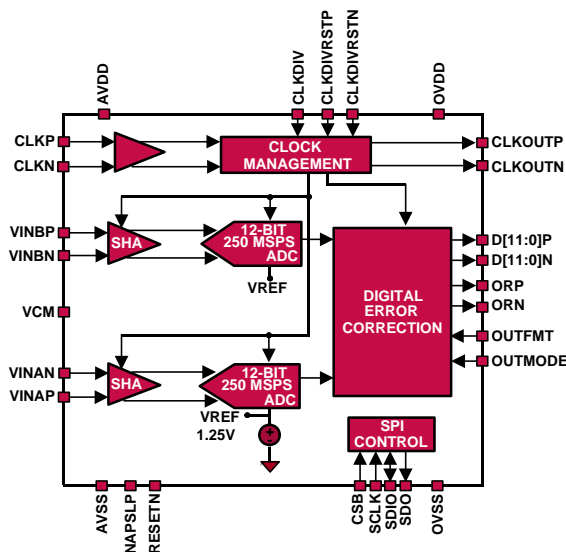 AVDD
CLKDIV
CLKDIVRSTP
CLKDIVRSTN
OVDD
CLKP
CLKN
CLOCK
MANAGEMENT
CLKOUTP
CLKOUTN
VINBP
VINBN
SHA
12-BIT
250 MSPS
ADC
VREF
D[11:0]P
D[11:0]N
ORP
ORN
OUTFMT
OUTMODE
DIGITAL
ERROR
CORRECTION
VCM
VINAN
VINAP
SHA
12-BIT
250 MSPS
ADC
VREF
1.25V
+
–
SPI
CONTROL
AVSS
NAPSLP
RESETN
CSB
SCLK
SDIO
SDO
OVSS